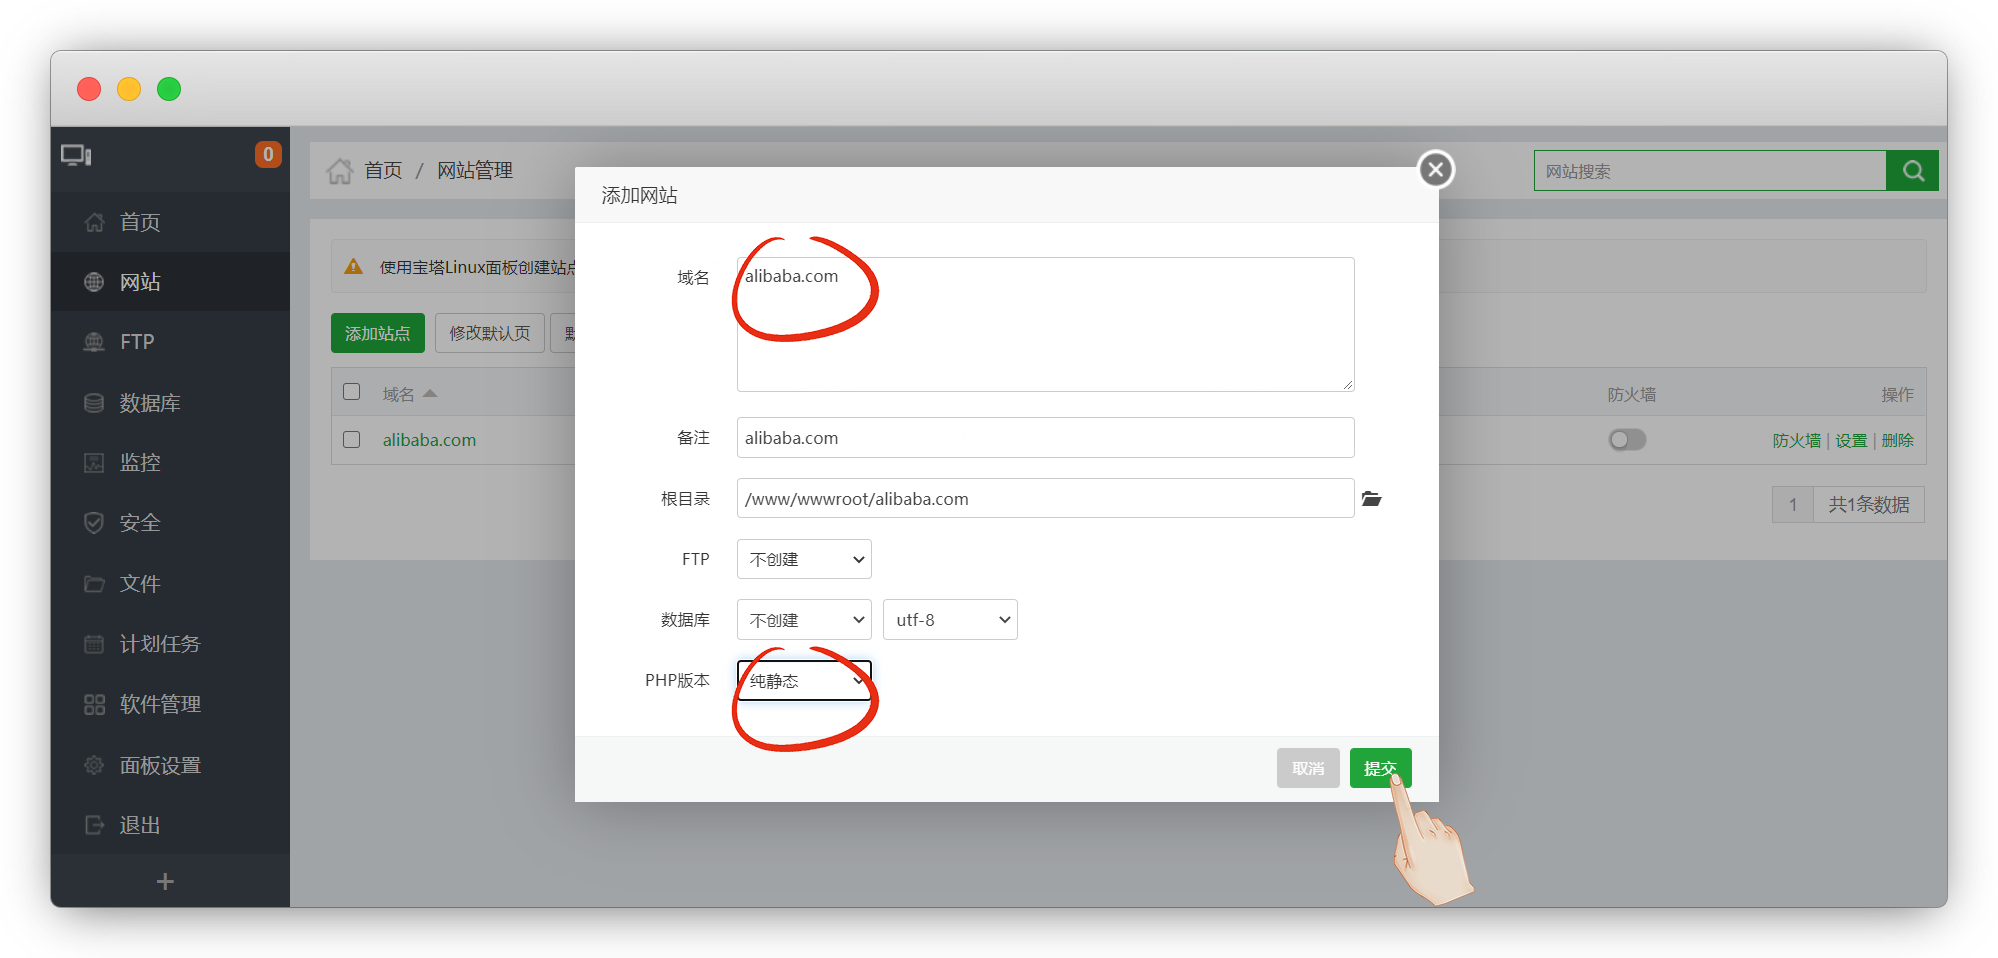 0
首页
网站
FTP
数据库
监控
安全
文件
计划任务
软件管理
面板设置
退出
首页 / 网站管理
网站搜索
使用宝塔Linux面板创建站点
添加站点
修改默认页
域名
防火墙
操作
alibaba.com
防火墙 | 设置 | 删除
1
共1条数据
添加网站
域名
alibaba.com
备注
alibaba.com
根目录
/www/wwwroot/alibaba.com
FTP
不创建
数据库
不创建
utf-8
PHP版本
纯静态
取消
提交